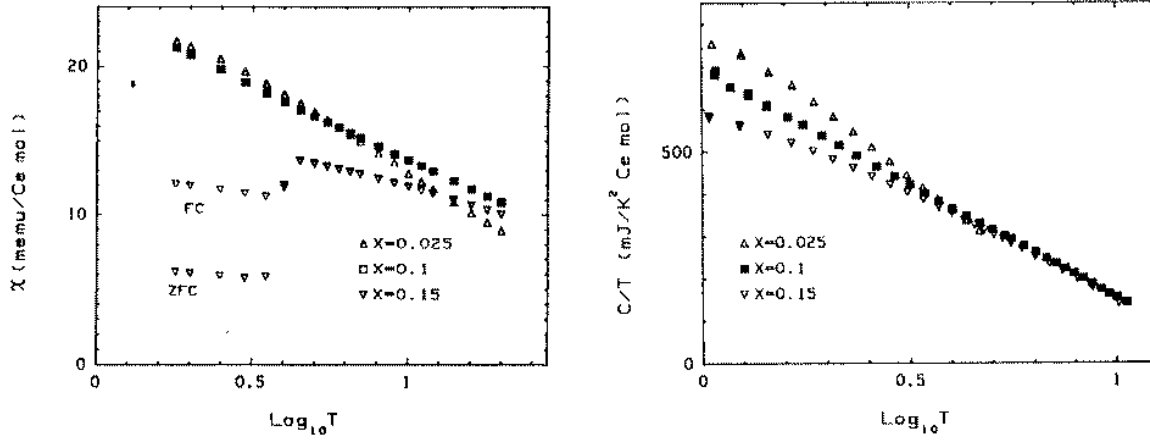 χ (memu/Ce mol)
20
10
0
FC
ZFC
△ X=0.025
□ X=0.1
▽ X=0.15
0
0.5
1
Log₁₀T
C/T (mJ/K² Ce mol)
500
0
△ X=0.025
■ X=0.1
▽ X=0.15
0
0.5
1
Log₁₀T